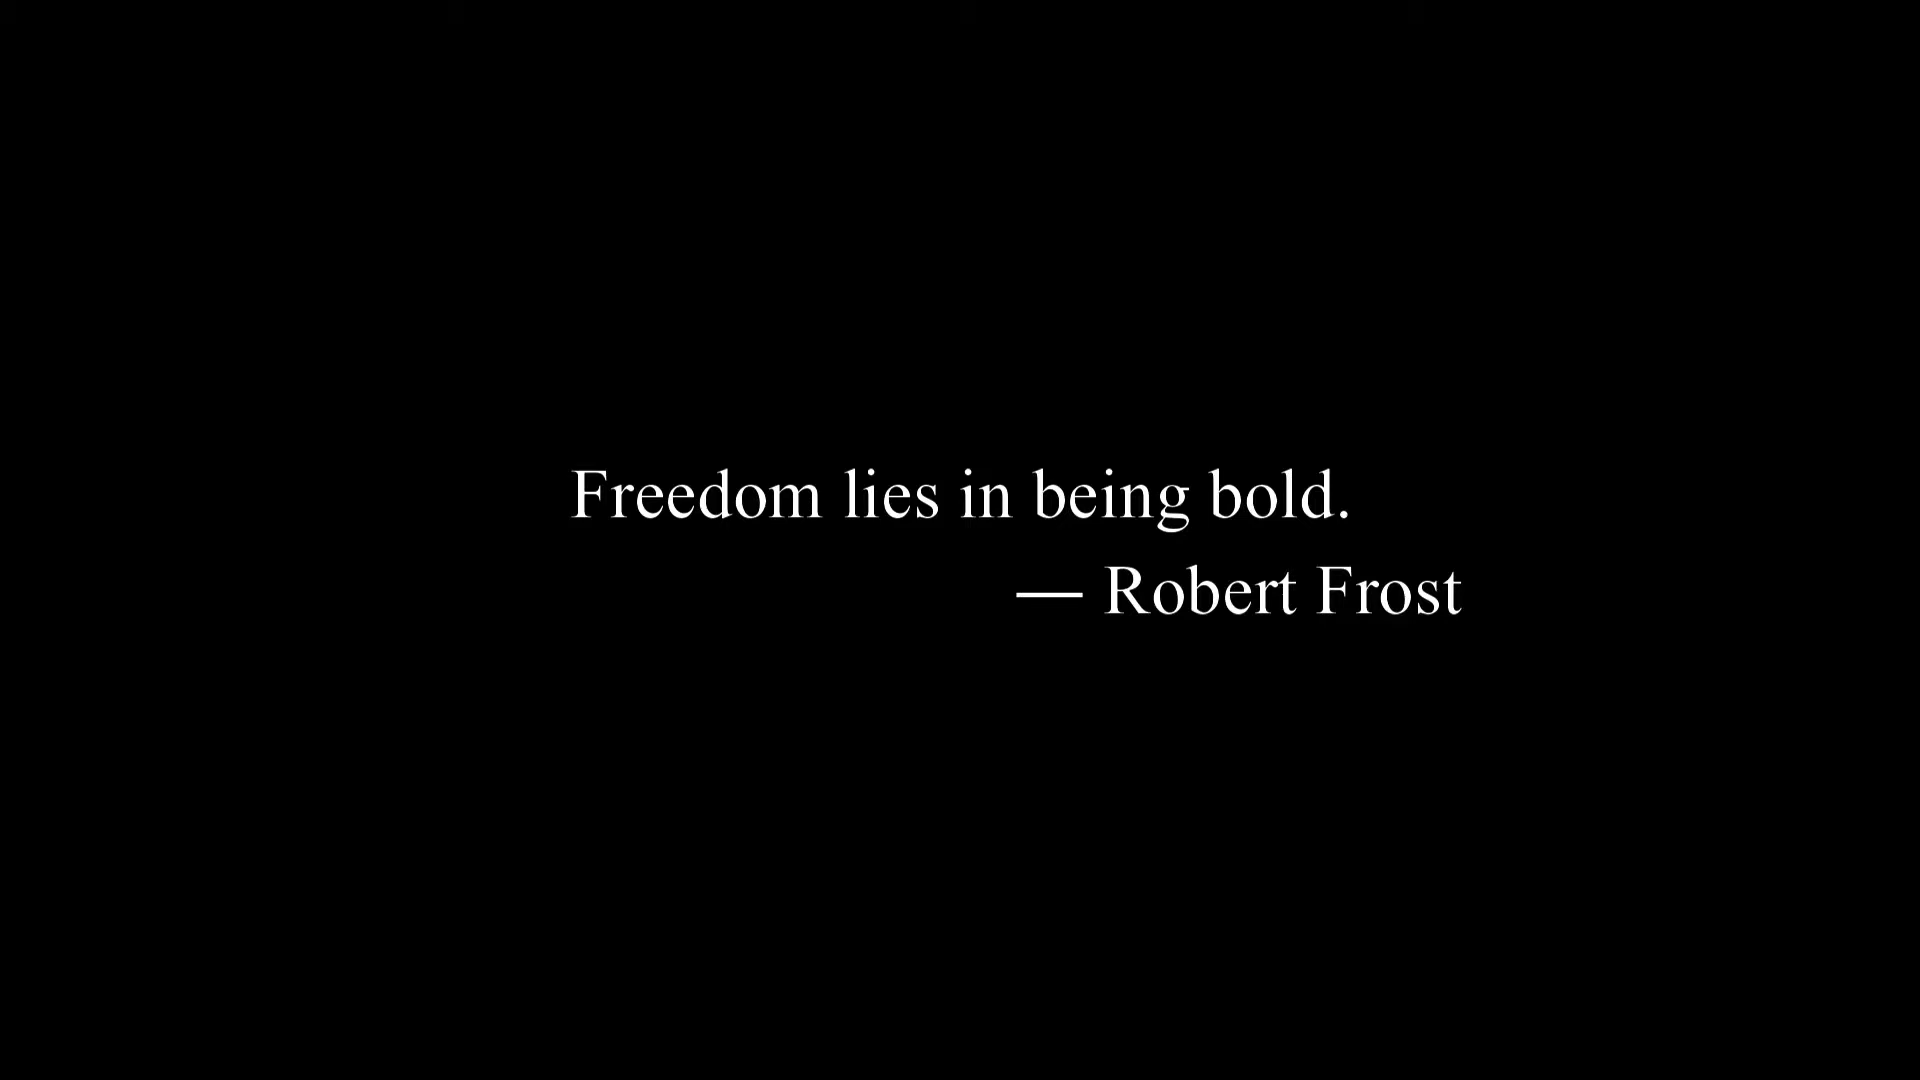 Freedom lies in being bold.
— Robert Frost